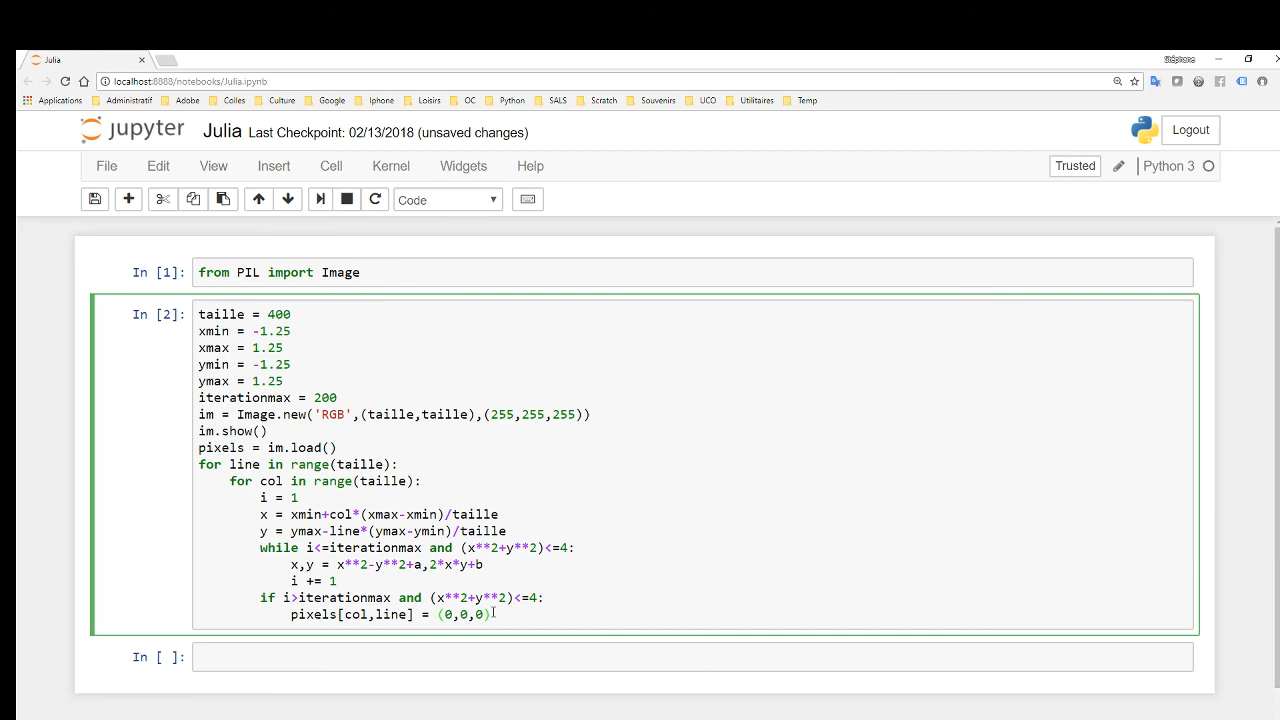 Julia
Stéphane
localhost:8888/notebooks/Julia.ipynb
Applications Administratif Adobe Colles Culture Google Iphone Loisirs OC Python SALS Scratch Souvenirs UCO Utilitaires Temp
jupyter Julia Last Checkpoint: 02/13/2018 (unsaved changes) Logout
File Edit View Insert Cell Kernel Widgets Help Trusted Python 3
Code
In [1]: from PIL import Image
In [2]: taille = 400
xmin = -1.25
xmax = 1.25
ymin = -1.25
ymax = 1.25
iterationmax = 200
im = Image.new('RGB',(taille,taille),(255,255,255))
im.show()
pixels = im.load()
for line in range(taille):
for col in range(taille):
i = 1
x = xmin+col*(xmax-xmin)/taille
y = ymax-line*(ymax-ymin)/taille
while i<=iterationmax and (x**2+y**2)<=4:
x,y = x**2-y**2+a,2*x*y+b
i += 1
if i>iterationmax and (x**2+y**2)<=4:
pixels[col,line] = (0,0,0)
In [ ]: